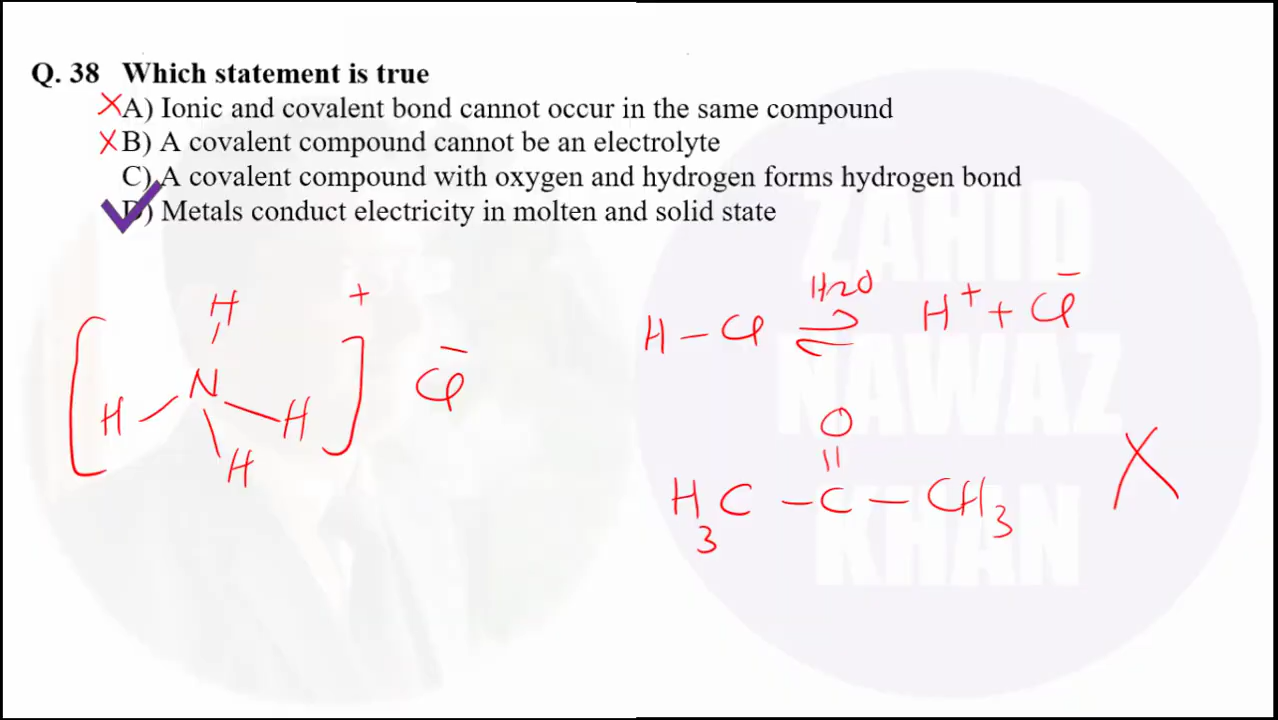 Q. 38 Which statement is true
XA) Ionic and covalent bond cannot occur in the same compound
XB) A covalent compound cannot be an electrolyte
C) A covalent compound with oxygen and hydrogen forms hydrogen bond
D) Metals conduct electricity in molten and solid state
H
+
N
H
H
H
Cl
–
H – Cl ⇌ H+ + Cl–
H2O
O
||
H3C – C – CH3
X
ZAHID
NAWAZ
KHAN